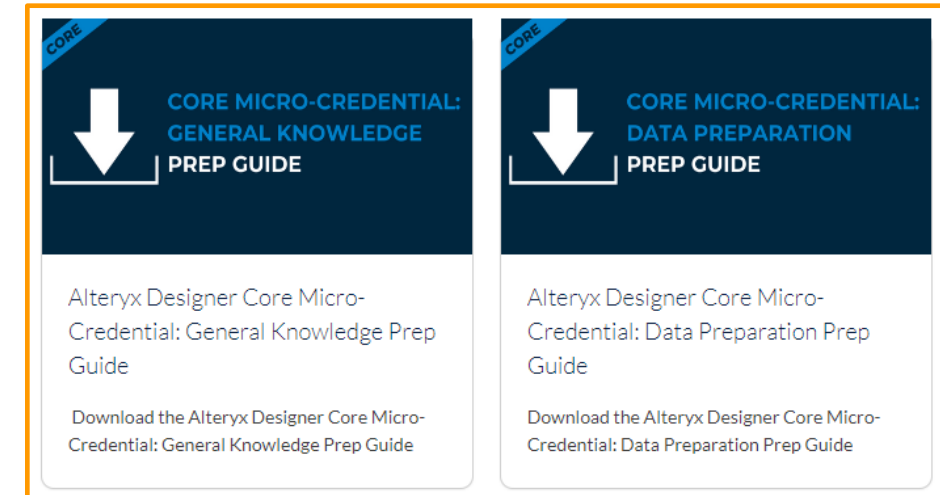 CORE
CORE MICRO-CREDENTIAL:
GENERAL KNOWLEDGE
PREP GUIDE
Alteryx Designer Core Micro-
Credential: General Knowledge Prep
Guide
Download the Alteryx Designer Core Micro-
Credential: General Knowledge Prep Guide
CORE
CORE MICRO-CREDENTIAL:
DATA PREPARATION
PREP GUIDE
Alteryx Designer Core Micro-
Credential: Data Preparation Prep
Guide
Download the Alteryx Designer Core Micro-
Credential: Data Preparation Prep Guide